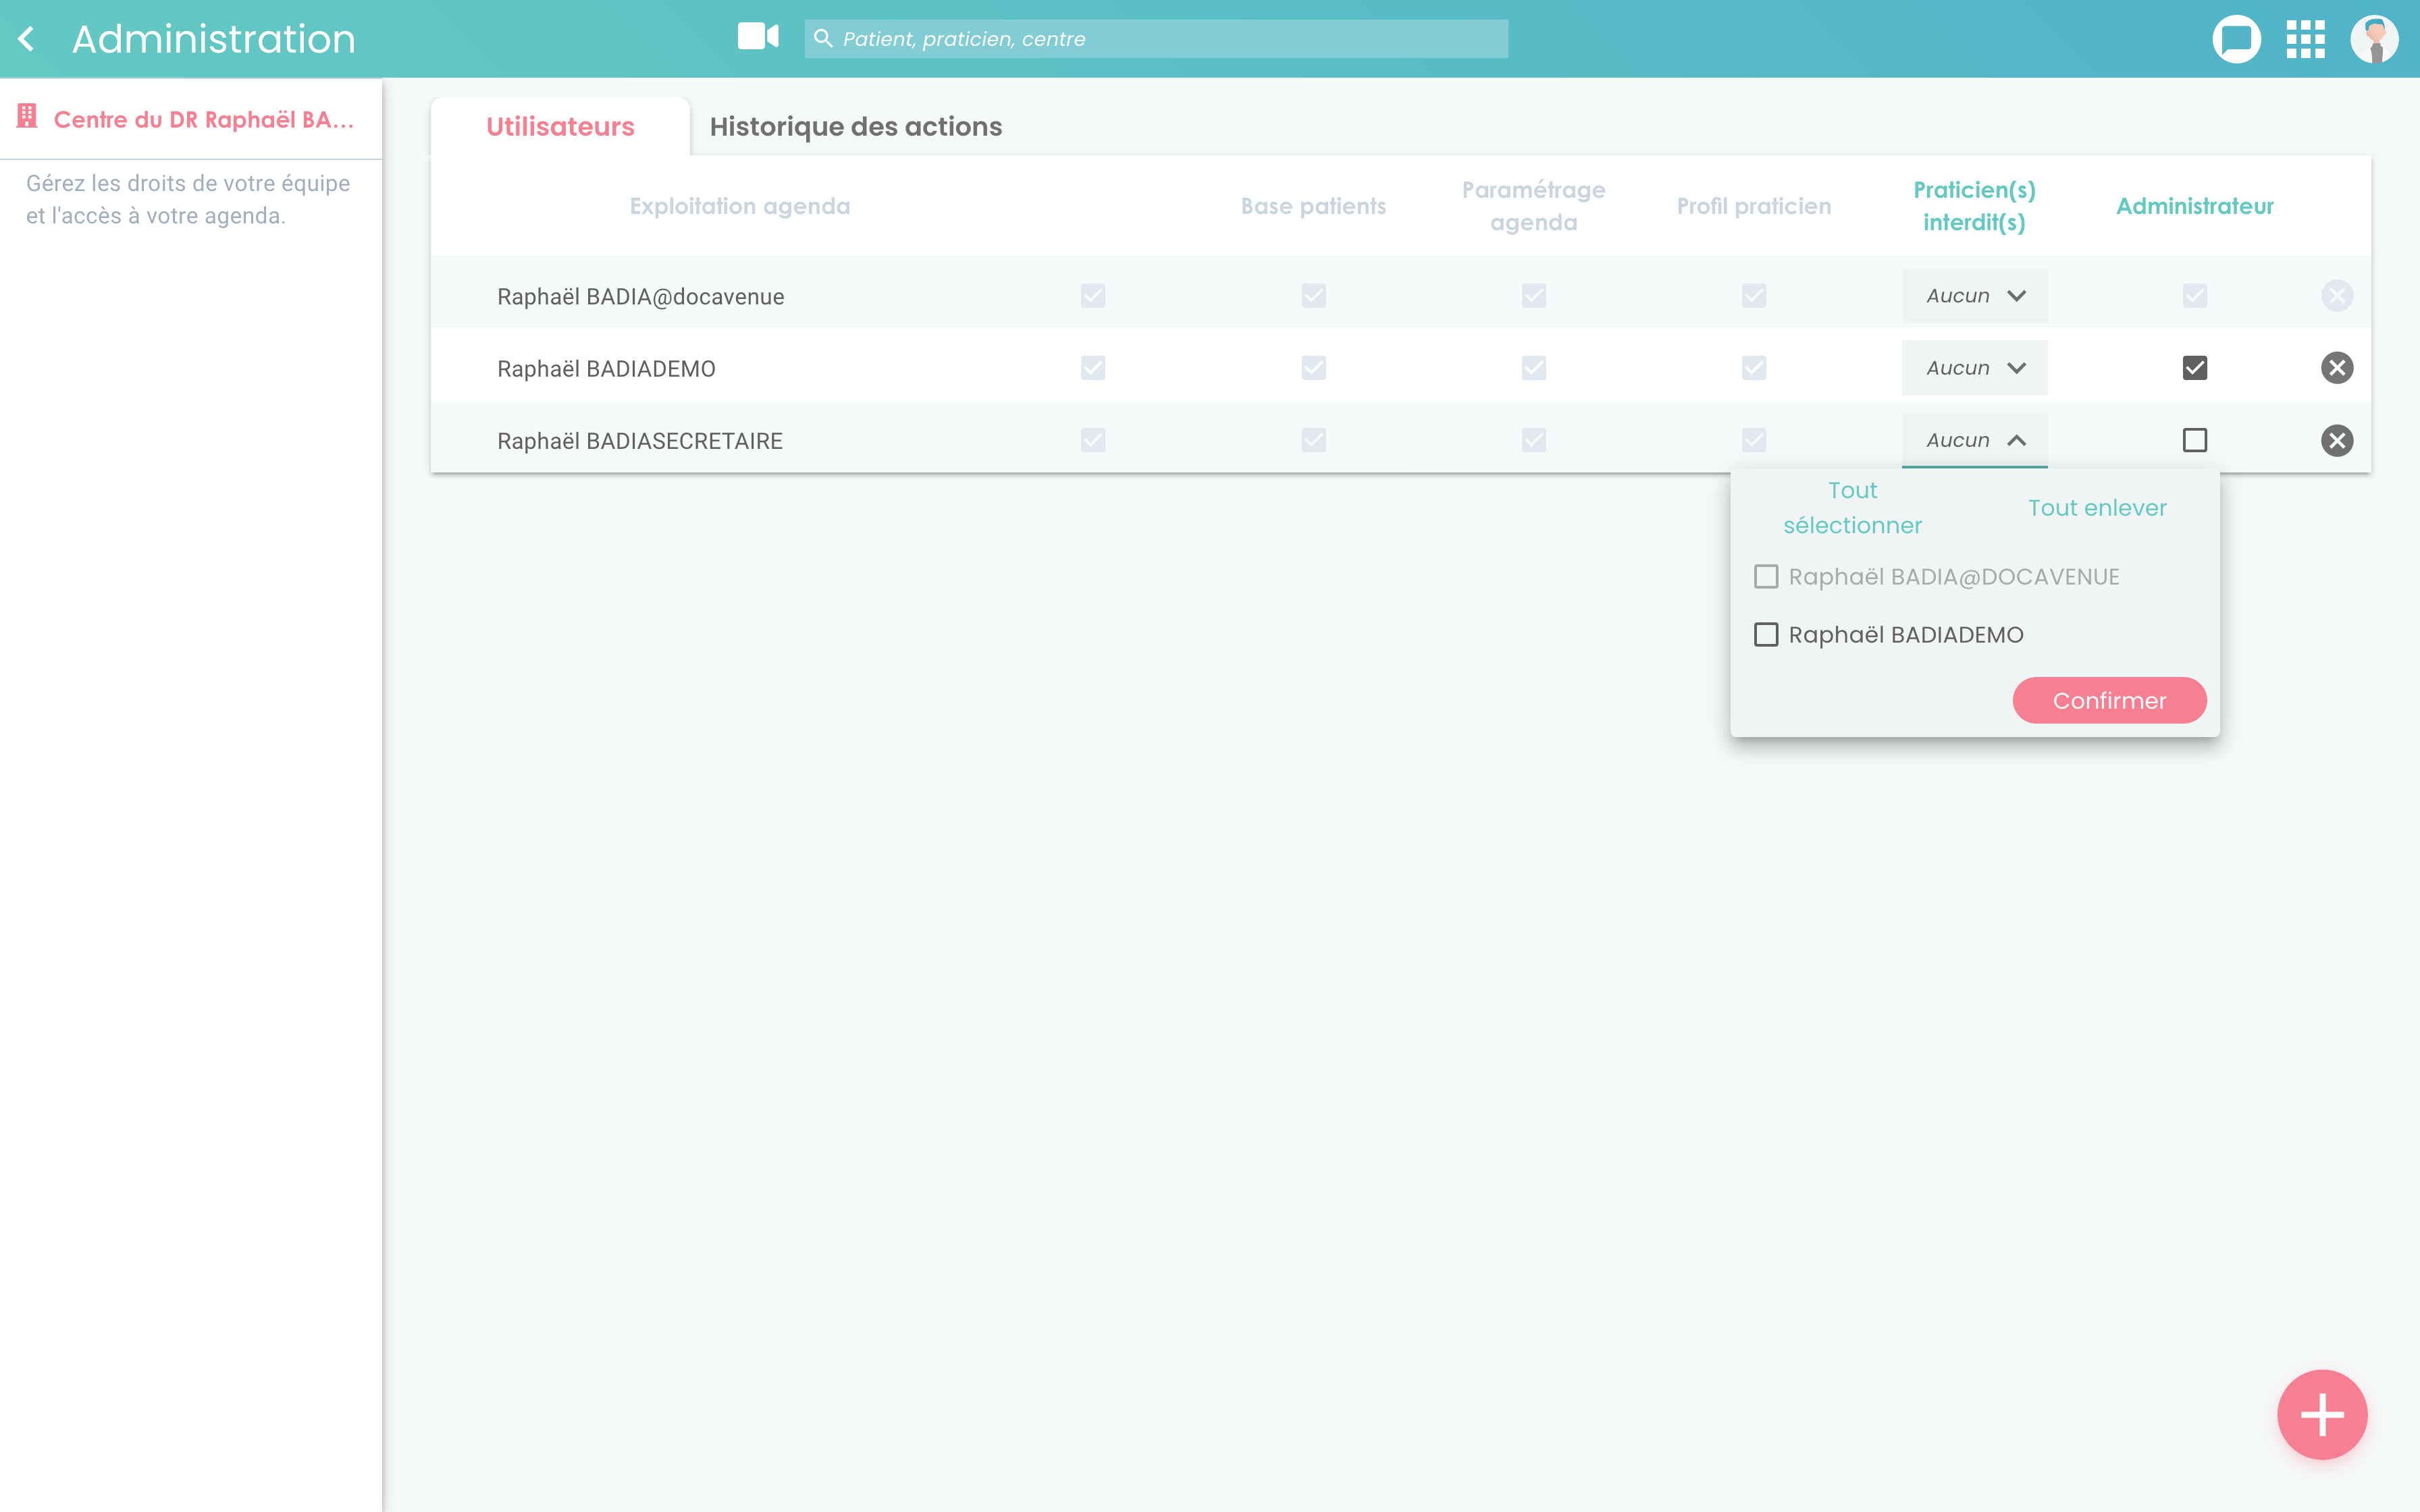 Administration
Patient, praticien, centre
Centre du DR Raphaël BA...
Gérez les droits de votre équipe
et l'accès à votre agenda.
Utilisateurs
Historique des actions
Exploitation agenda
Base patients
Paramétrage
agenda
Profil praticien
Praticien(s)
interdit(s)
Administrateur
Raphaël BADIA@docavenue
Aucun
Raphaël BADIADEMO
Aucun
Raphaël BADIASECRETAIRE
Aucun
Tout
sélectionner
Tout enlever
Raphaël BADIA@DOCAVENUE
Raphaël BADIADEMO
Confirmer